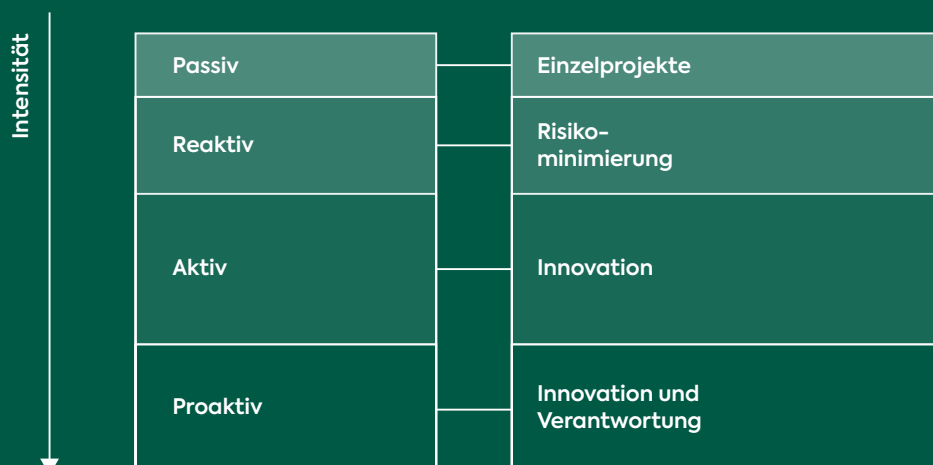 Intensität
Passiv
Einzelprojekte
Reaktiv
Risiko-
minimierung
Aktiv
Innovation
Proaktiv
Innovation und
Verantwortung